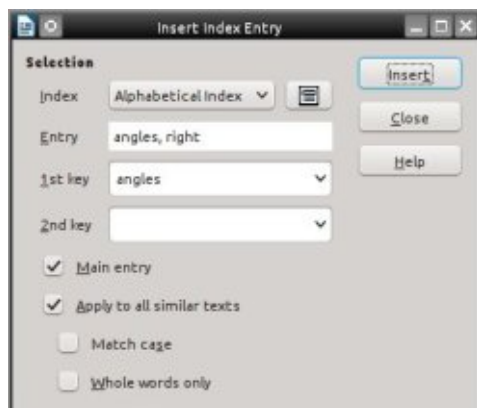 Insert Index Entry
Selection
Index Alphabetical Index
Entry angles, right
1st key angles
2nd key
Main entry
Apply to all similar texts
Match case
Whole words only
Insert
Close
Help